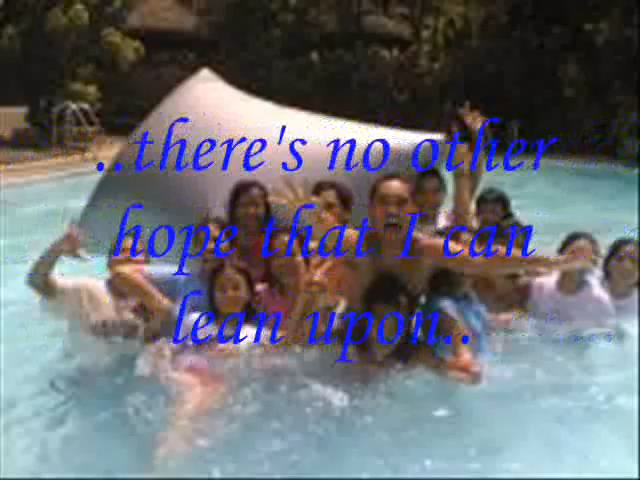 ..there's no other
hope that I can
lean upon..